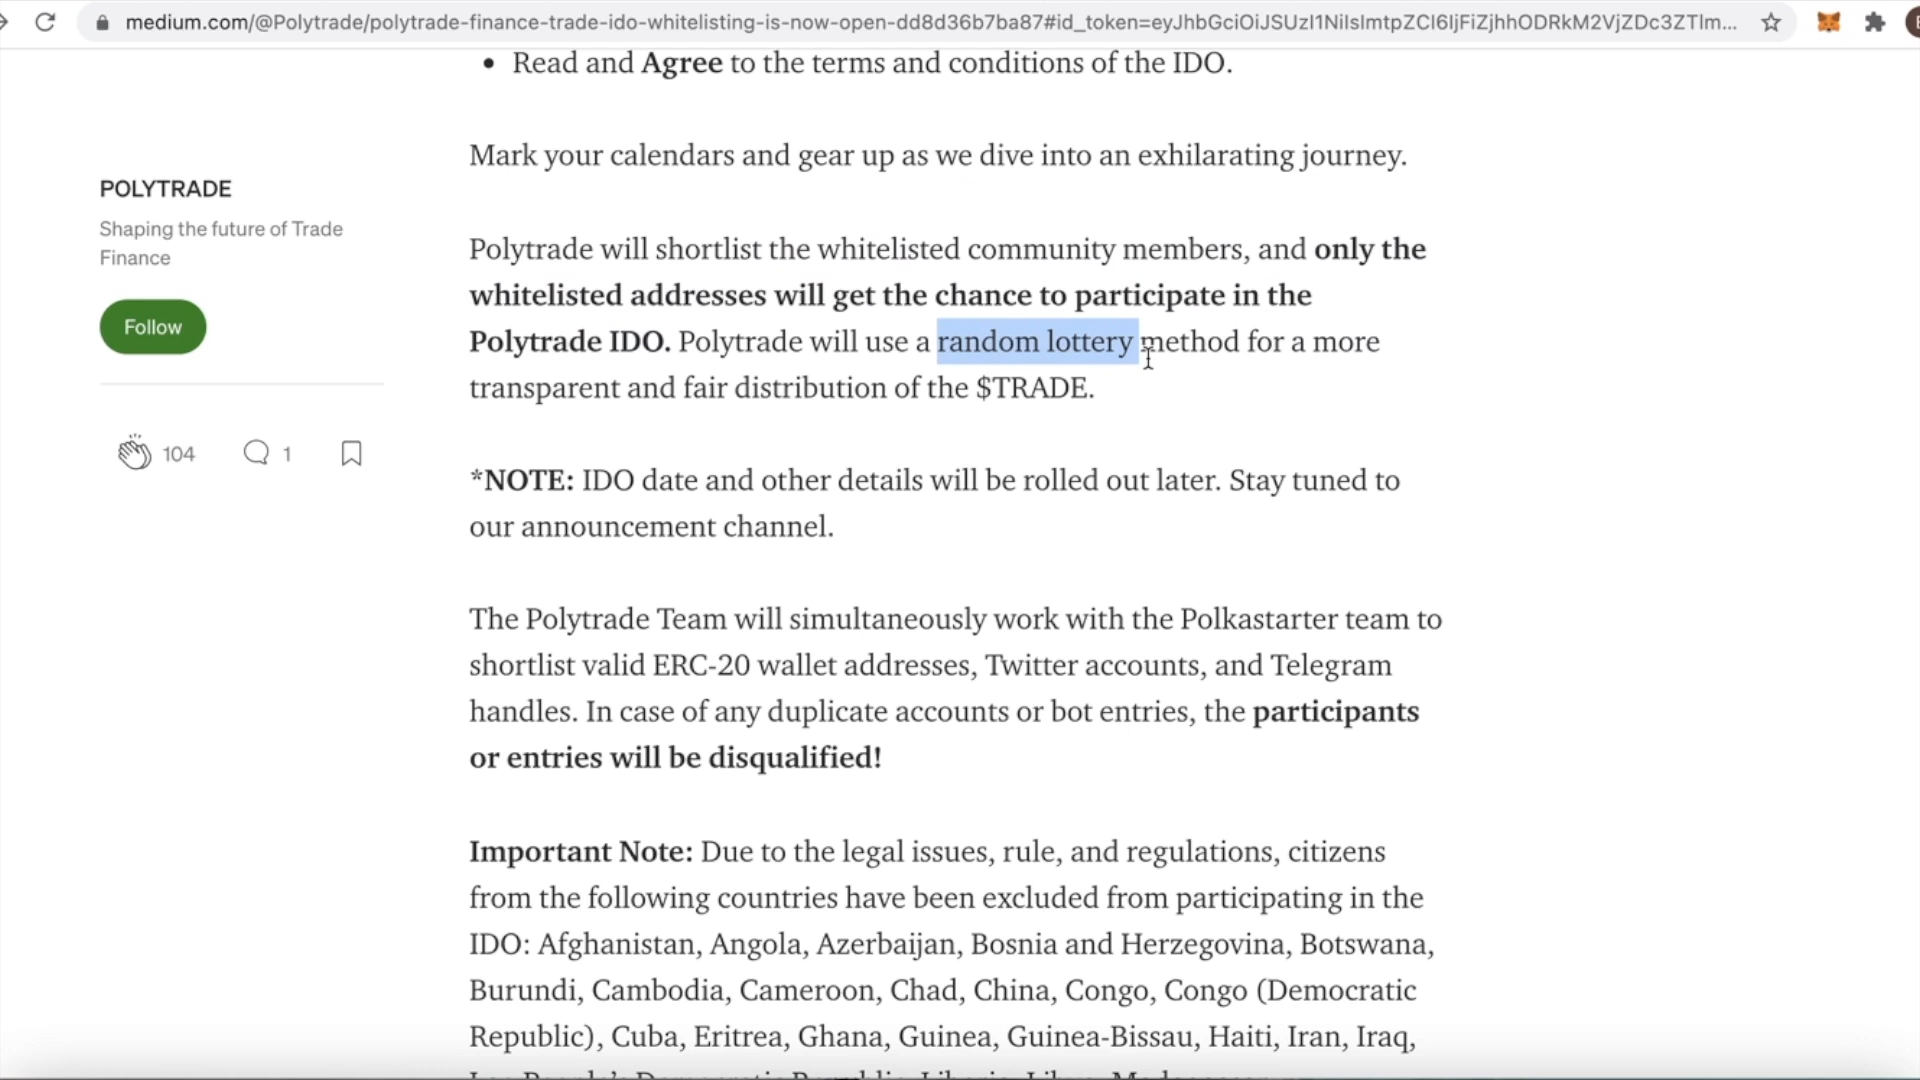 medium.com/@Polytrade/polytrade-finance-trade-ido-whitelisting-is-now-open-dd8d36b7ba87#id_token=eyJhbGciOiJSUzI1NiIsImtpZCI6IjFiZjhhODRkM2VjZDc3ZTlm...
• Read and Agree to the terms and conditions of the IDO.
Mark your calendars and gear up as we dive into an exhilarating journey.
POLYTRADE
Shaping the future of Trade
Finance
Follow
104 1
Polytrade will shortlist the whitelisted community members, and only the
whitelisted addresses will get the chance to participate in the
Polytrade IDO. Polytrade will use a random lottery method for a more
transparent and fair distribution of the $TRADE.
*NOTE: IDO date and other details will be rolled out later. Stay tuned to
our announcement channel.
The Polytrade Team will simultaneously work with the Polkastarter team to
shortlist valid ERC-20 wallet addresses, Twitter accounts, and Telegram
handles. In case of any duplicate accounts or bot entries, the participants
or entries will be disqualified!
Important Note: Due to the legal issues, rule, and regulations, citizens
from the following countries have been excluded from participating in the
IDO: Afghanistan, Angola, Azerbaijan, Bosnia and Herzegovina, Botswana,
Burundi, Cambodia, Cameroon, Chad, China, Congo, Congo (Democratic
Republic), Cuba, Eritrea, Ghana, Guinea, Guinea-Bissau, Haiti, Iran, Iraq,